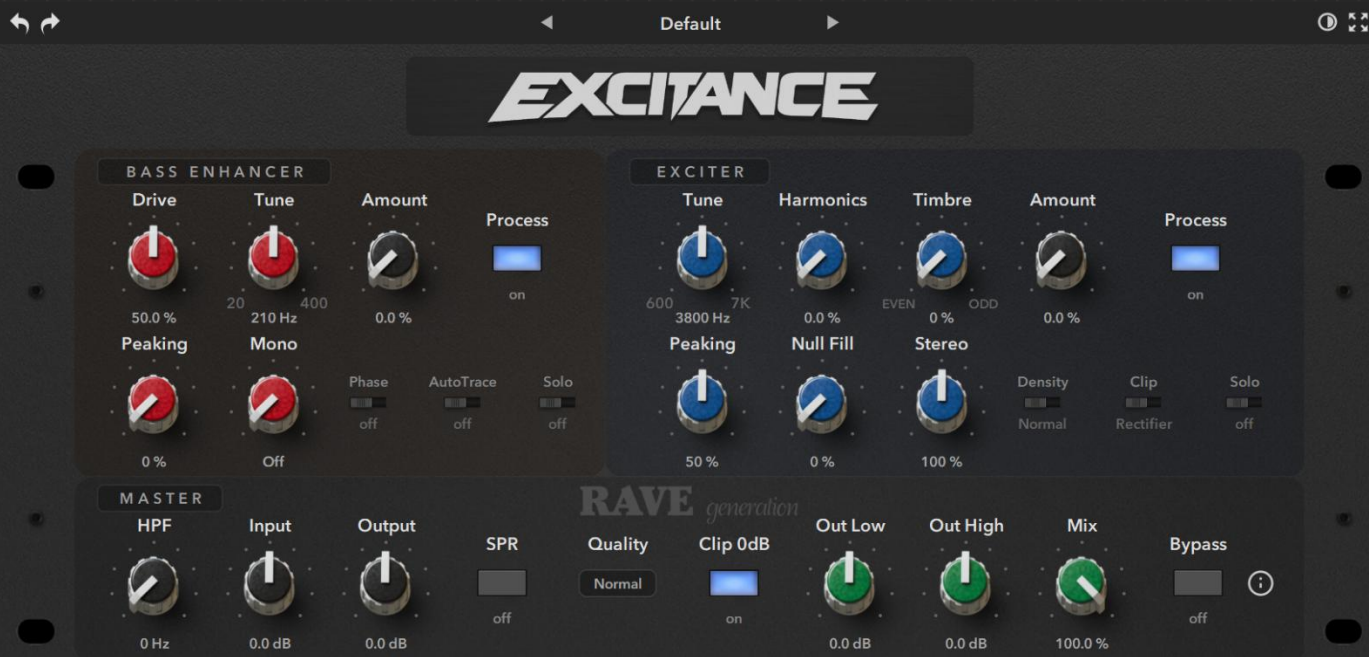 Default
EXCITANCE
BASS ENHANCER
Drive Tune Amount
Process
on
20 400
50.0 % 210 Hz 0.0 %
Peaking Mono
Phase AutoTrace Solo
off off off
0 % Off
EXCITER
Tune Harmonics Timbre Amount
Process
on
600 7K EVEN ODD
3800 Hz 0.0 % 0 % 0.0 %
Peaking Null Fill Stereo
Density Clip Solo
Normal Rectifier off
50 % 0 % 100 %
MASTER
RAVE generation
HPF Input Output Out Low Out High Mix
SPR Quality Clip 0dB Bypass
Normal
off on off
0 Hz 0.0 dB 0.0 dB 0.0 dB 0.0 dB 100.0 %